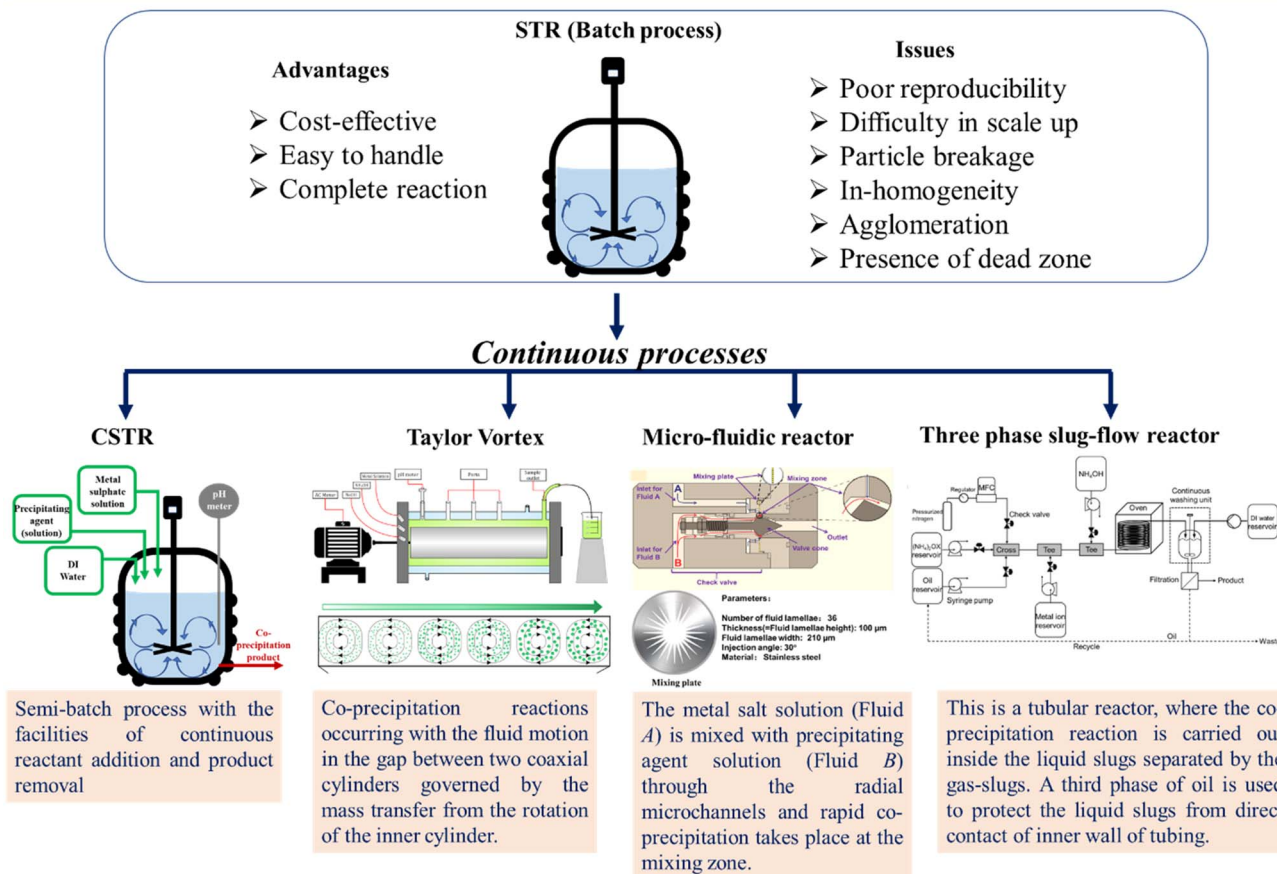 STR (Batch process)
Advantages
➢ Cost-effective
➢ Easy to handle
➢ Complete reaction
Issues
➢ Poor reproducibility
➢ Difficulty in scale up
➢ Particle breakage
➢ In-homogeneity
➢ Agglomeration
➢ Presence of dead zone
Continuous processes
CSTR
Precipitating
agent
(solution)
Metal
sulphate
solution
DI
Water
pH
meter
Co-
precipitation
product
Semi-batch process with the
facilities of continuous
reactant addition and product
removal
Taylor Vortex
AC Motor
pH meter
Ports
Sample
outlet
Co-precipitation reactions
occurring with the fluid motion
in the gap between two coaxial
cylinders governed by the
mass transfer from the rotation
of the inner cylinder.
Micro-fluidic reactor
Mixing plate
Mixing zone
Inlet for Fluid A
A
Inlet for
Fluid B
B
Outlet
Valve zone
Check valve
Parameters :
Number of fluid lamellae: 36
Thickness(=Fluid lamellae height): 100 μm
Fluid lamellae width: 210 μm
Injection angle: 30°
Material : Stainless steel
Mixing plate
The metal salt solution (Fluid
A) is mixed with precipitating
agent solution (Fluid B)
through the radial
microchannels and rapid co-
precipitation takes place at the
mixing zone.
Three phase slug-flow reactor
Regulator
MFC
Pressurized
nitrogen
Check valve
NH₄OH
Oven
Continuous
washing unit
DI water
reservoir
(NH₄)₂OX
reservoir
Cross
Tee
Tee
Oil
reservoir
Syringe pump
Metal ion
reservoir
Filtration
Product
Oil
Recycle
Wast
This is a tubular reactor, where the co-
precipitation reaction is carried ou
inside the liquid slugs separated by the
gas-slugs. A third phase of oil is used
to protect the liquid slugs from direc
contact of inner wall of tubing.